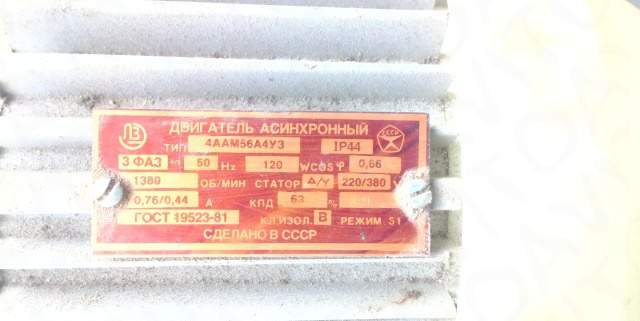 ДВИГАТЕЛЬ АСИНХРОННЫЙ
ТИП 4ААМ56А4У3 IP44 СССР
3 ФАЗ 50 Hz 120 W COS φ 0,66
1380 ОБ/МИН СТАТОР Δ/Y 220/380 V
0,76/0,44 А КПД 63 %
ГОСТ 19523-81 КЛ.ИЗОЛ. В РЕЖИМ S1
СДЕЛАНО В СССР